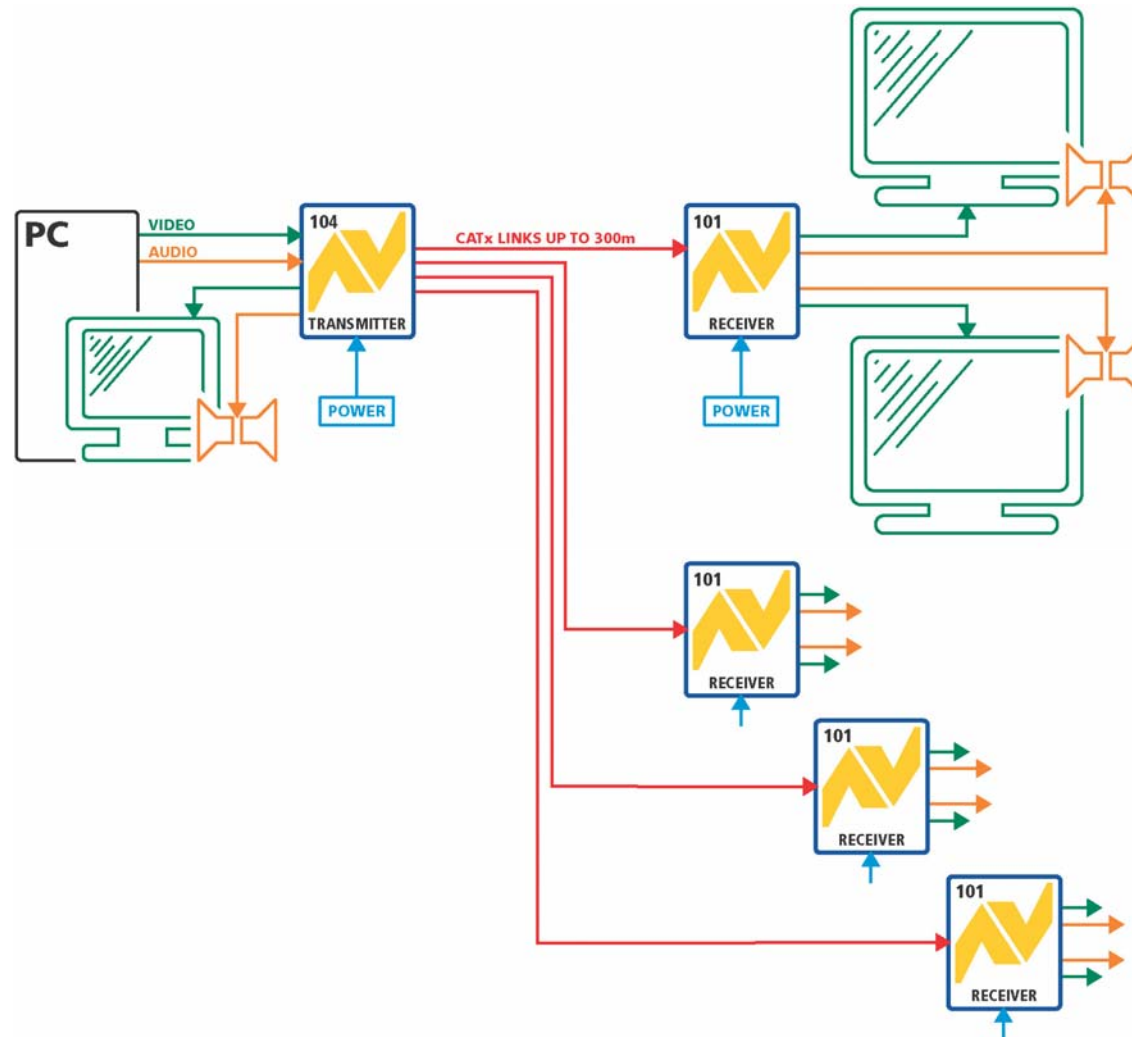 PC
VIDEO
AUDIO
104
TRANSMITTER
POWER
CATx LINKS UP TO 300m
101
RECEIVER
POWER
101
RECEIVER
101
RECEIVER
101
RECEIVER